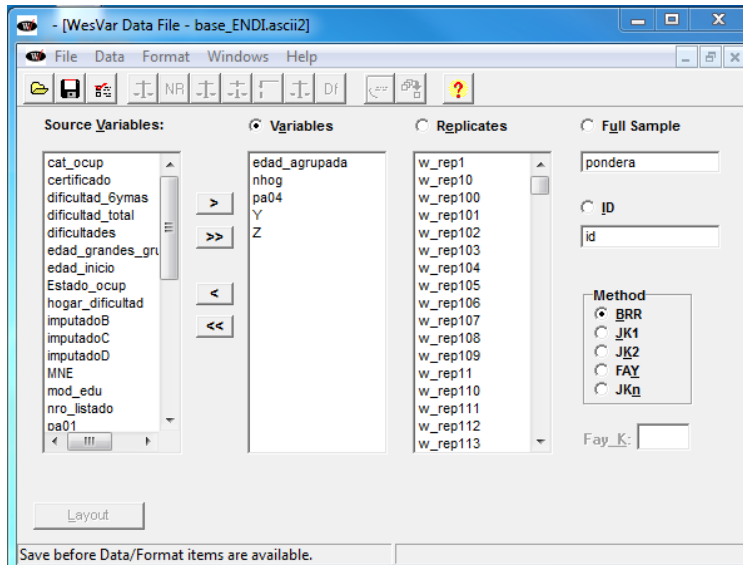 - [WesVar Data File - base_ENDI.ascii2]
File Data Format Windows Help
NR Df ?
Source Variables:
Variables
Replicates
Full Sample
cat_ocup
certificado
dificultad_6ymas
dificultad_total
dificultades
edad_grandes_gru
edad_inicio
Estado_ocup
hogar_dificultad
imputadoB
imputadoC
imputadoD
MNE
mod_edu
nro_listado
pa01
>
>>
<
<<
edad_agrupada
nhog
pa04
Y
Z
w_rep1
w_rep10
w_rep100
w_rep101
w_rep102
w_rep103
w_rep104
w_rep105
w_rep106
w_rep107
w_rep108
w_rep109
w_rep11
w_rep110
w_rep111
w_rep112
w_rep113
pondera
ID
id
Method
BRR
JK1
JK2
FAY
JKn
Fay_K:
Layout
Save before Data/Format items are available.